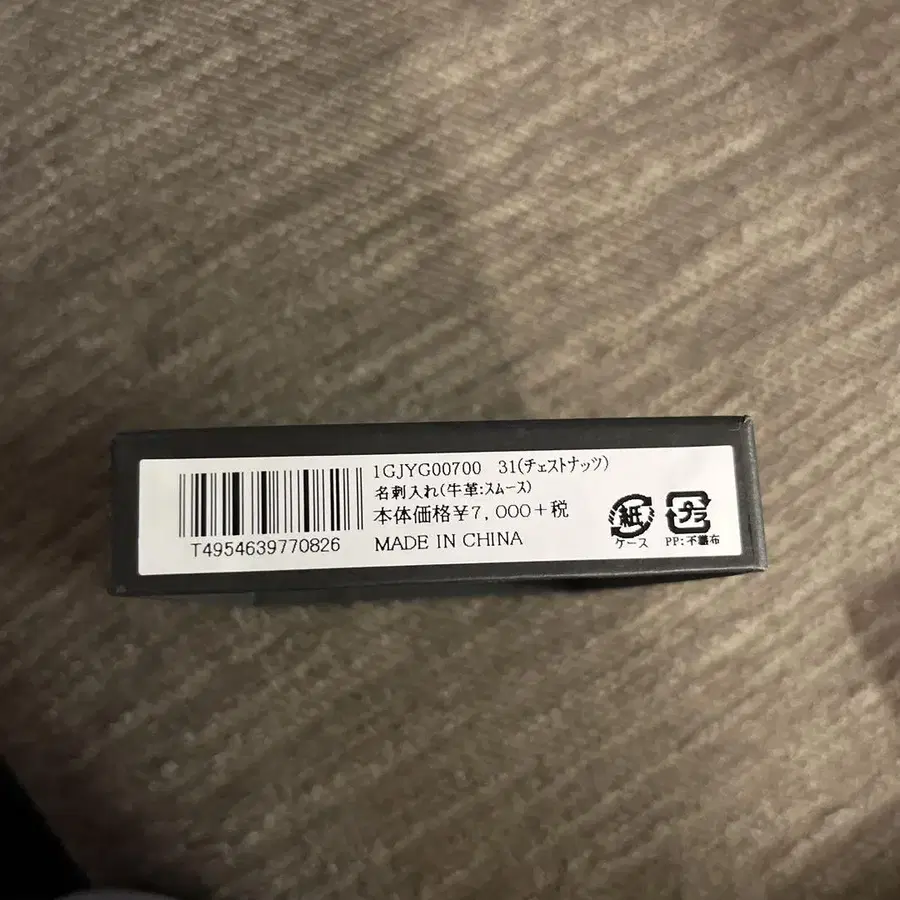 1GJYG00700 31(チェストナッツ)
名刺入れ(牛革:スムース)
本体価格¥7,000+税
T4954639770826
MADE IN CHINA
紙
ケース
プラ
PP:不織布